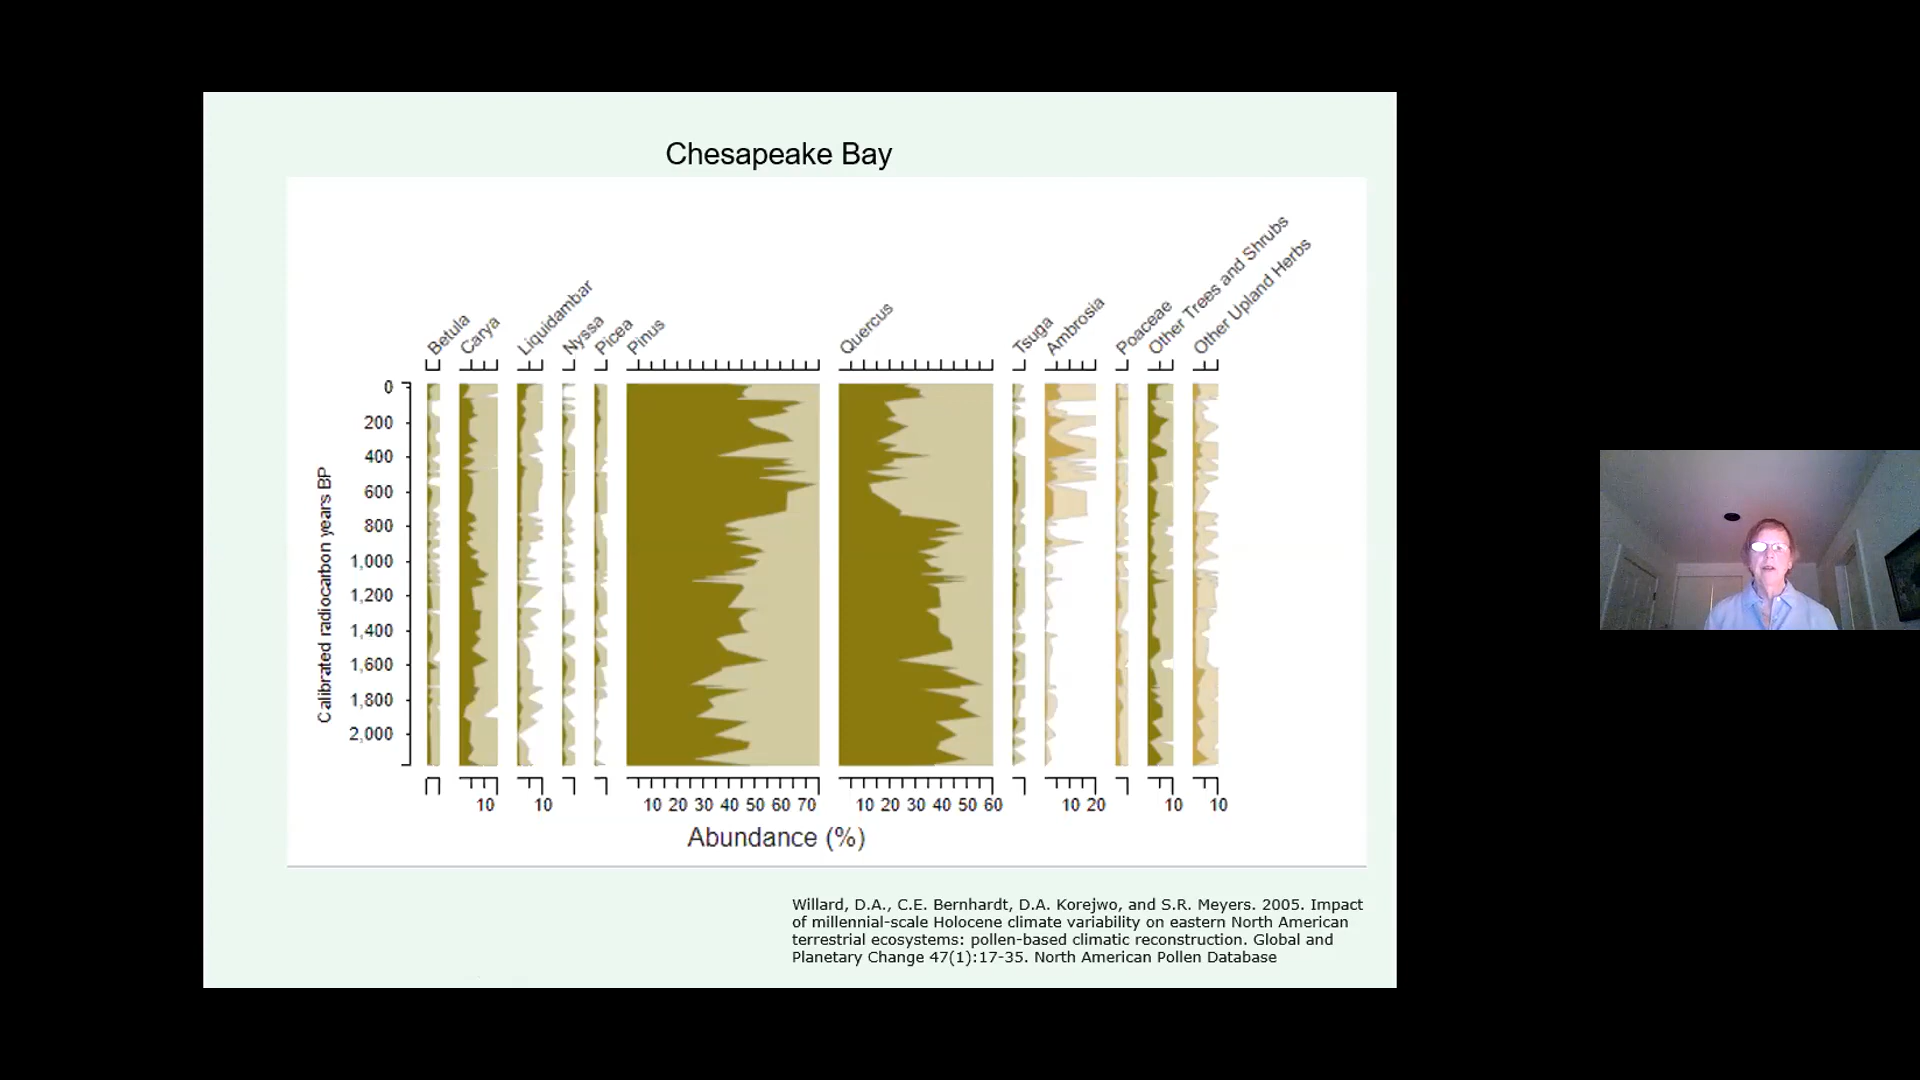 Chesapeake Bay
Betula
Carya
Liquidambar
Nyssa
Picea
Pinus
Quercus
Tsuga
Ambrosia
Poaceae
Other Trees and Shrubs
Other Upland Herbs
Calibrated radiocarbon years BP
0
200
400
600
800
1,000
1,200
1,400
1,600
1,800
2,000
10 10 10 20 30 40 50 60 70 10 20 30 40 50 60 10 20 10 10
Abundance (%)
Willard, D.A., C.E. Bernhardt, D.A. Korejwo, and S.R. Meyers. 2005. Impact
of millennial-scale Holocene climate variability on eastern North American
terrestrial ecosystems: pollen-based climatic reconstruction. Global and
Planetary Change 47(1):17-35. North American Pollen Database